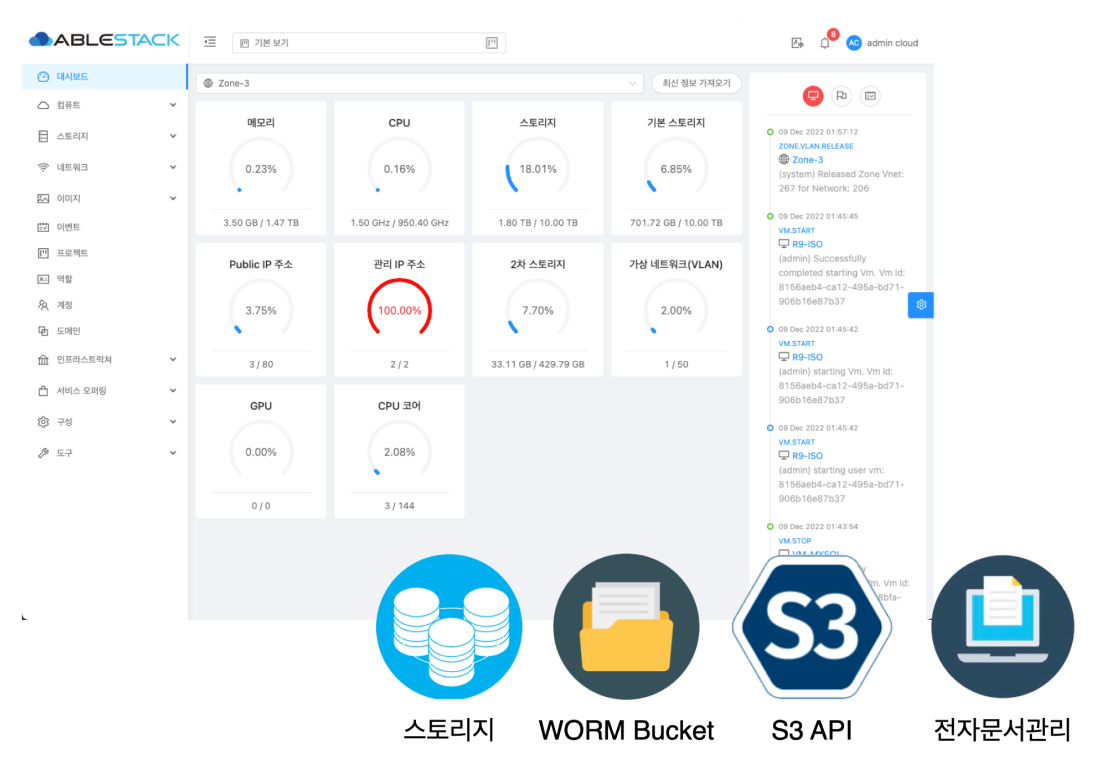 ABLESTACK
기본 보기
8
AC
admin cloud
대시보드
컴퓨트
스토리지
네트워크
이미지
이벤트
프로젝트
역할
계정
도메인
인프라스트럭쳐
서비스 오퍼링
구성
도구
Zone-3
최신 정보 가져오기
메모리
0.23%
3.50 GB / 1.47 TB
CPU
0.16%
1.50 GHz / 950.40 GHz
스토리지
18.01%
1.80 TB / 10.00 TB
기본 스토리지
6.85%
701.72 GB / 10.00 TB
Public IP 주소
3.75%
3 / 80
관리 IP 주소
100.00%
2 / 2
2차 스토리지
7.70%
33.11 GB / 429.79 GB
가상 네트워크(VLAN)
2.00%
1 / 50
GPU
0.00%
0 / 0
CPU 코어
2.08%
3 / 144
09 Dec 2022 01:57:12
ZONE.VLAN.RELEASE
Zone-3
(system) Released Zone Vnet:
267 for Network: 206
09 Dec 2022 01:45:45
VM.START
R9-ISO
(admin) Successfully
completed starting Vm. Vm Id:
8156aeb4-ca12-495a-bd71-
906b16e87b37
09 Dec 2022 01:45:42
VM.START
R9-ISO
(admin) starting Vm. Vm Id:
8156aeb4-ca12-495a-bd71-
906b16e87b37
09 Dec 2022 01:45:42
VM.START
R9-ISO
(admin) starting user vm:
8156aeb4-ca12-495a-bd71-
906b16e87b37
09 Dec 2022 01:43:54
VM.STOP
VM-MYSQL
Vm Id:
8bfa-
S3
스토리지
WORM Bucket
S3 API
전자문서관리